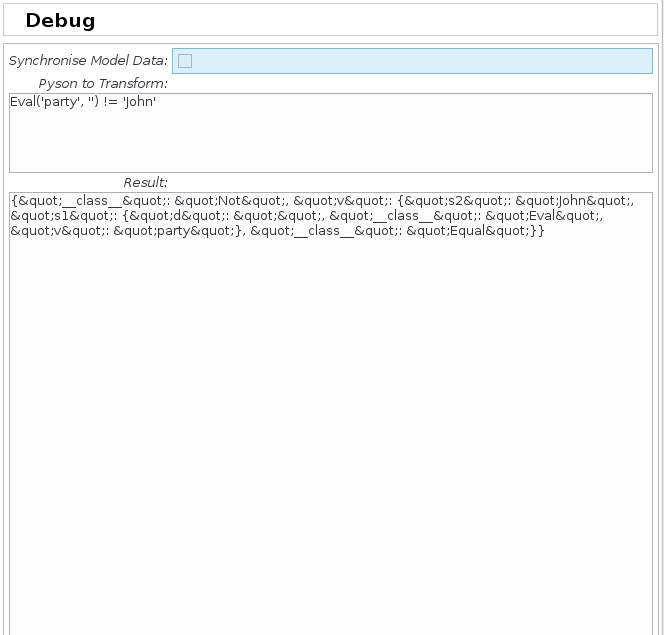 Debug
Synchronise Model Data:
Pyson to Transform:
Eval('party', '') != 'John'
Result:
{&quot;__class__&quot;: &quot;Not&quot;, &quot;v&quot;: {&quot;s2&quot;: &quot;John&quot;,
&quot;s1&quot;: {&quot;d&quot;: &quot;&quot;, &quot;__class__&quot;: &quot;Eval&quot;,
&quot;v&quot;: &quot;party&quot;}, &quot;__class__&quot;: &quot;Equal&quot;}}